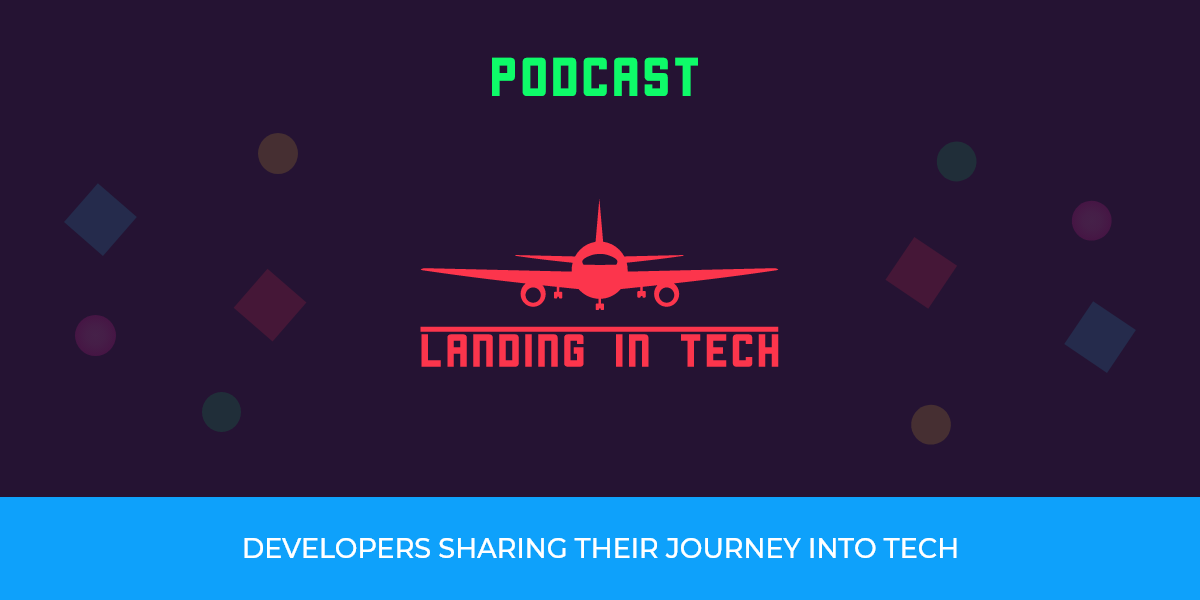 PODCAST
LANDING IN TECH
DEVELOPERS SHARING THEIR JOURNEY INTO TECH